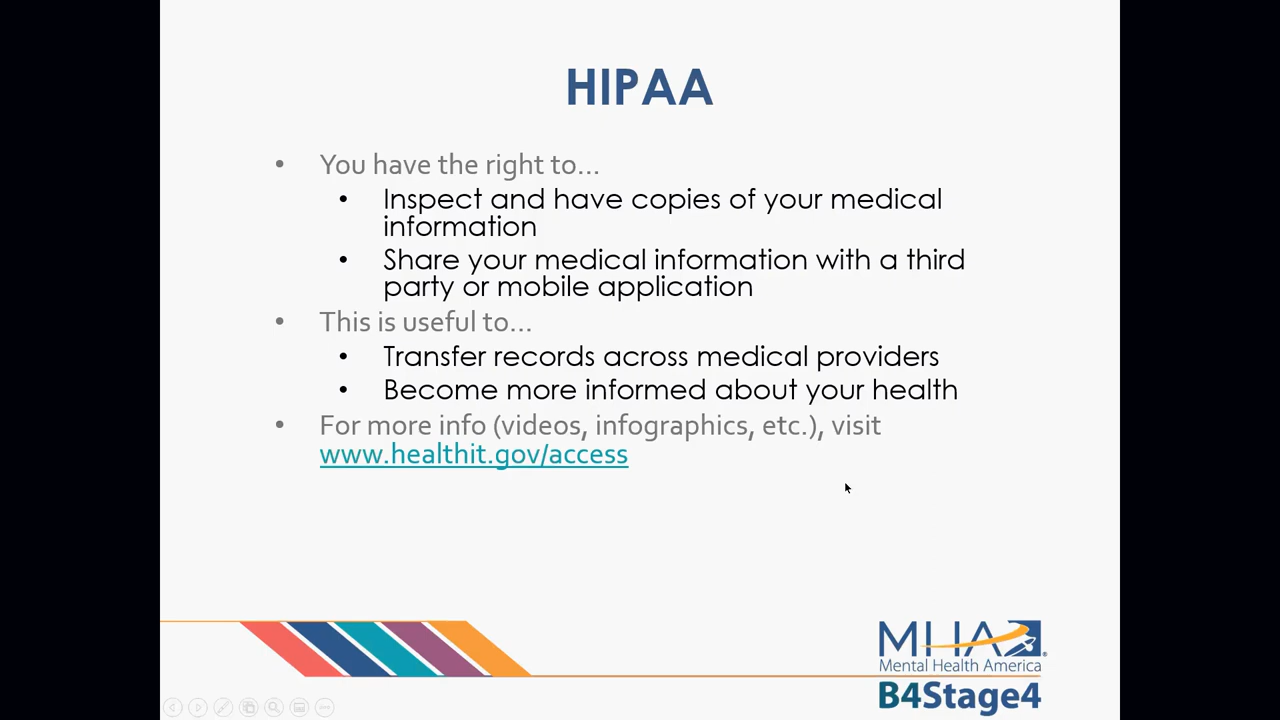 HIPAA
• You have the right to...
• Inspect and have copies of your medical
information
• Share your medical information with a third
party or mobile application
• This is useful to...
• Transfer records across medical providers
• Become more informed about your health
• For more info (videos, infographics, etc.), visit
www.healthit.gov/access
MHA®
Mental Health America
B4Stage4